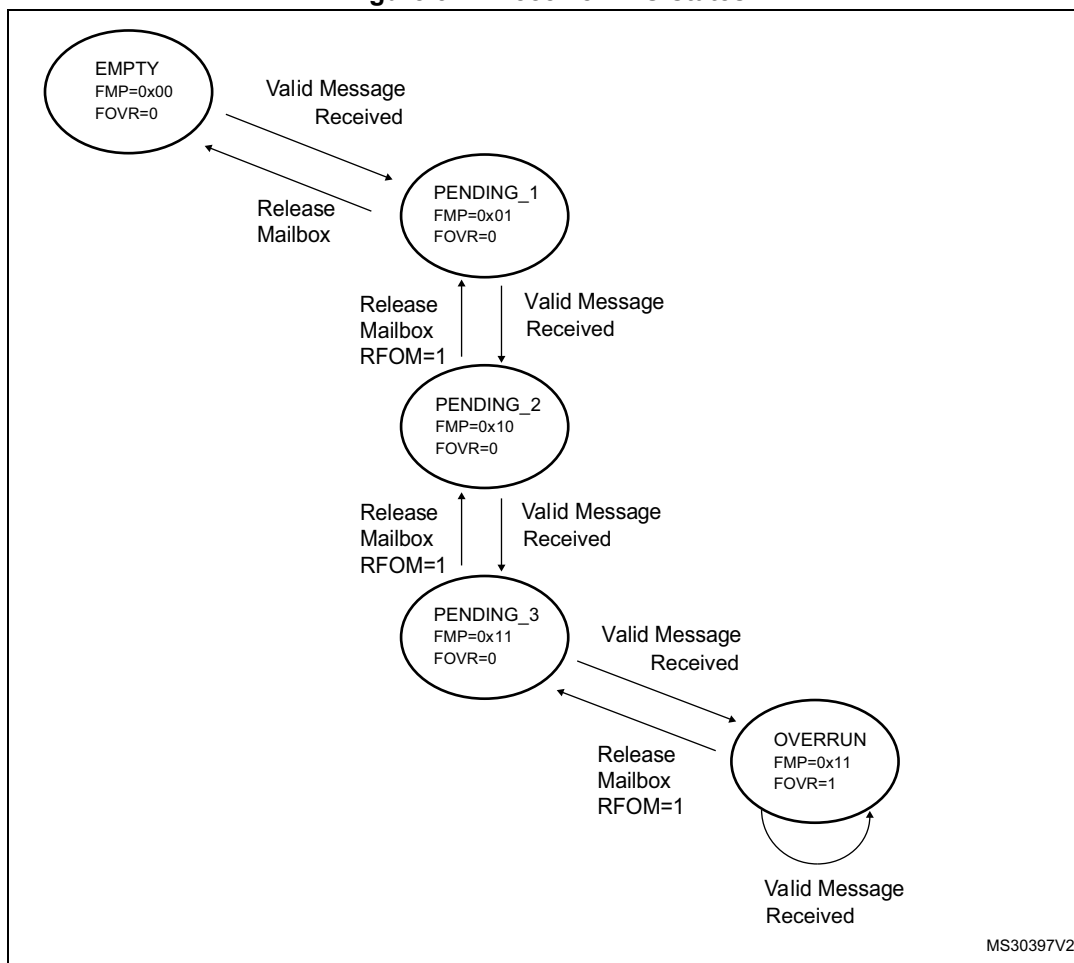 EMPTY
FMP=0x00
FOVR=0
Valid Message
Received
Release
Mailbox
PENDING_1
FMP=0x01
FOVR=0
Release
Mailbox
RFOM=1
Valid Message
Received
PENDING_2
FMP=0x10
FOVR=0
Release
Mailbox
RFOM=1
Valid Message
Received
PENDING_3
FMP=0x11
FOVR=0
Valid Message
Received
Release
Mailbox
RFOM=1
OVERRUN
FMP=0x11
FOVR=1
Valid Message
Received
MS30397V2